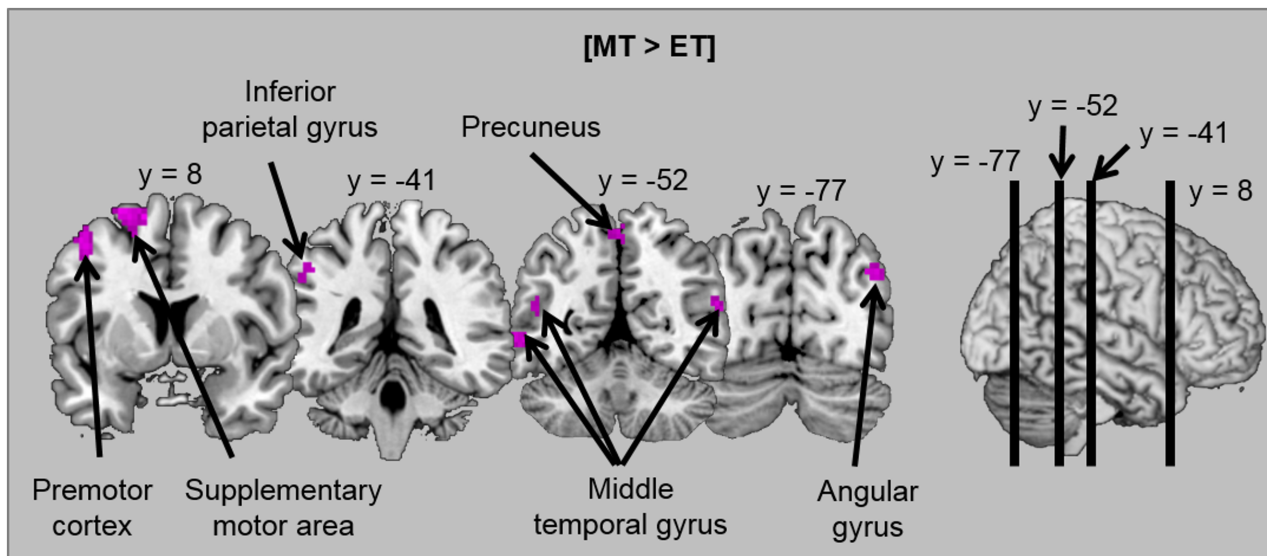 [MT > ET]
Inferior
parietal gyrus
Precuneus
y = 8
y = -41
y = -52
y = -77
y = -77
y = -52
y = -41
y = 8
Premotor
cortex
Supplementary
motor area
Middle
temporal gyrus
Angular
gyrus